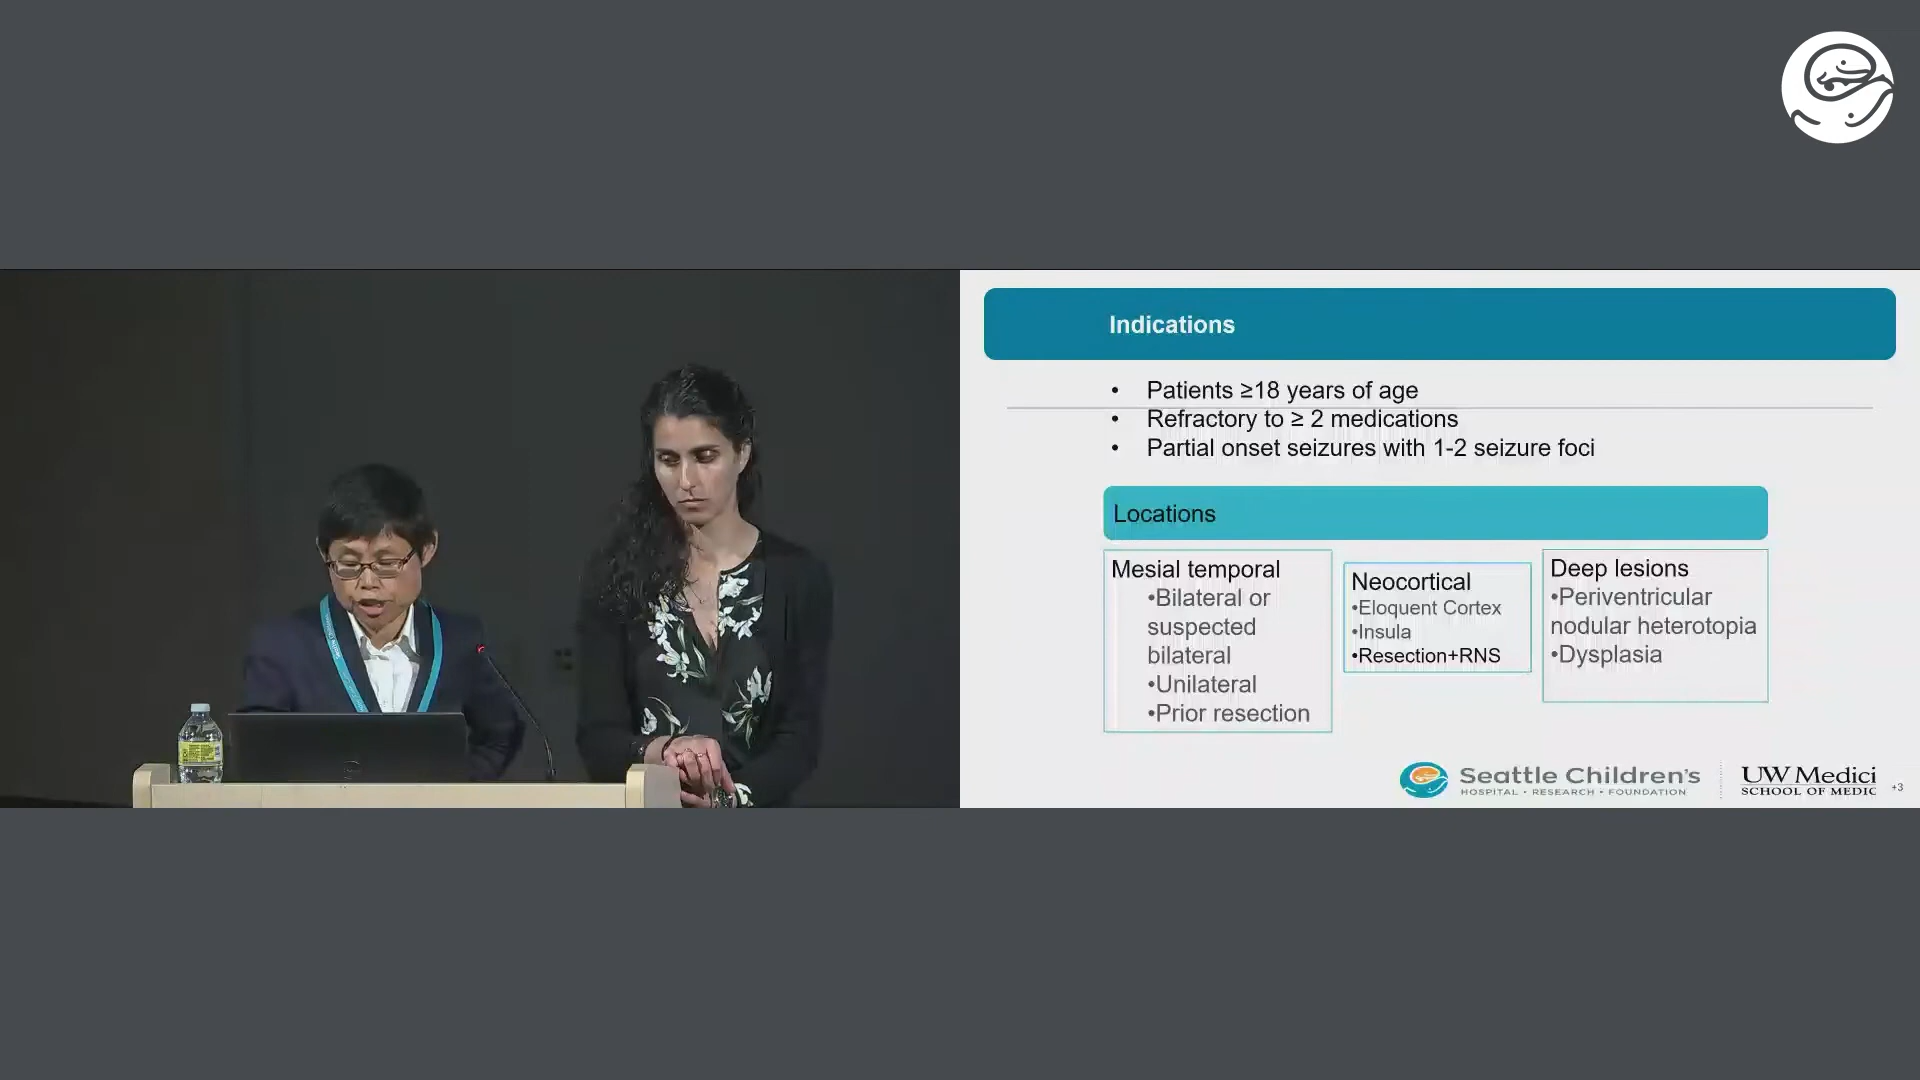 Indications
• Patients ≥18 years of age
• Refractory to ≥ 2 medications
• Partial onset seizures with 1-2 seizure foci
Locations
Mesial temporal
•Bilateral or
suspected
bilateral
•Unilateral
•Prior resection
Neocortical
•Eloquent Cortex
•Insula
•Resection+RNS
Deep lesions
•Periventricular
nodular heterotopia
•Dysplasia
Seattle Children's
HOSPITAL • RESEARCH • FOUNDATION
UW Medici
SCHOOL OF MEDIC
+3